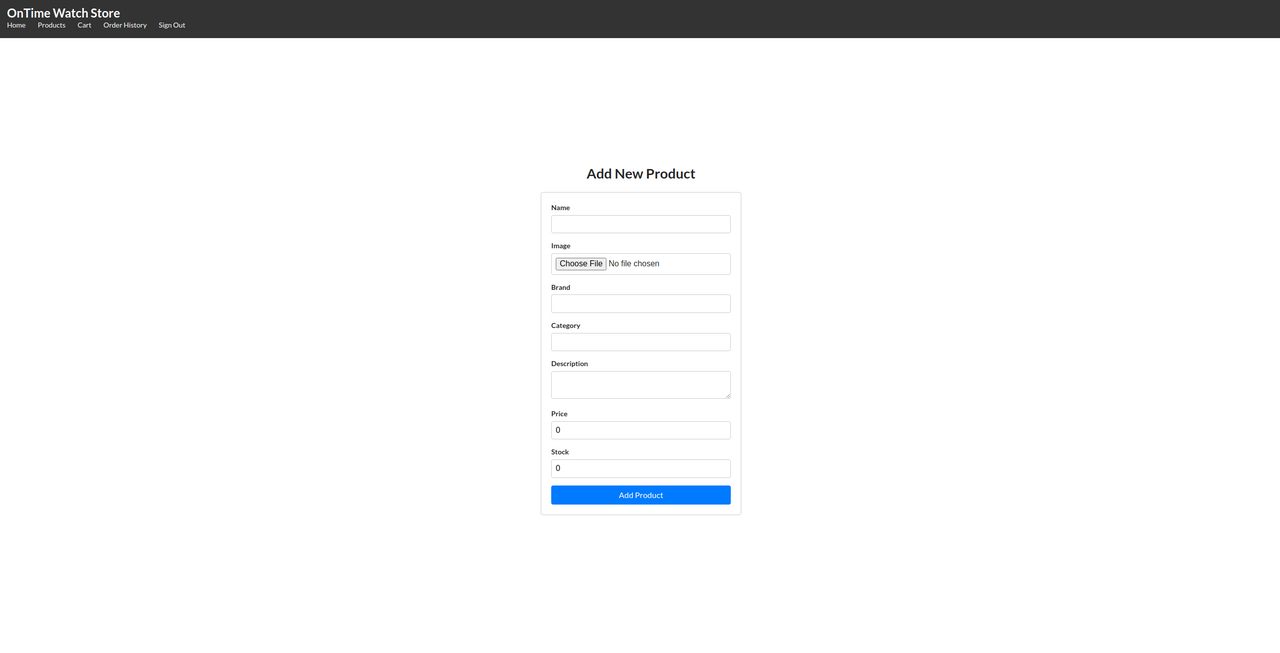 OnTime Watch Store
Home Products Cart Order History Sign Out
Add New Product
Name
Image
Choose File No file chosen
Brand
Category
Description
Price
0
Stock
0
Add Product